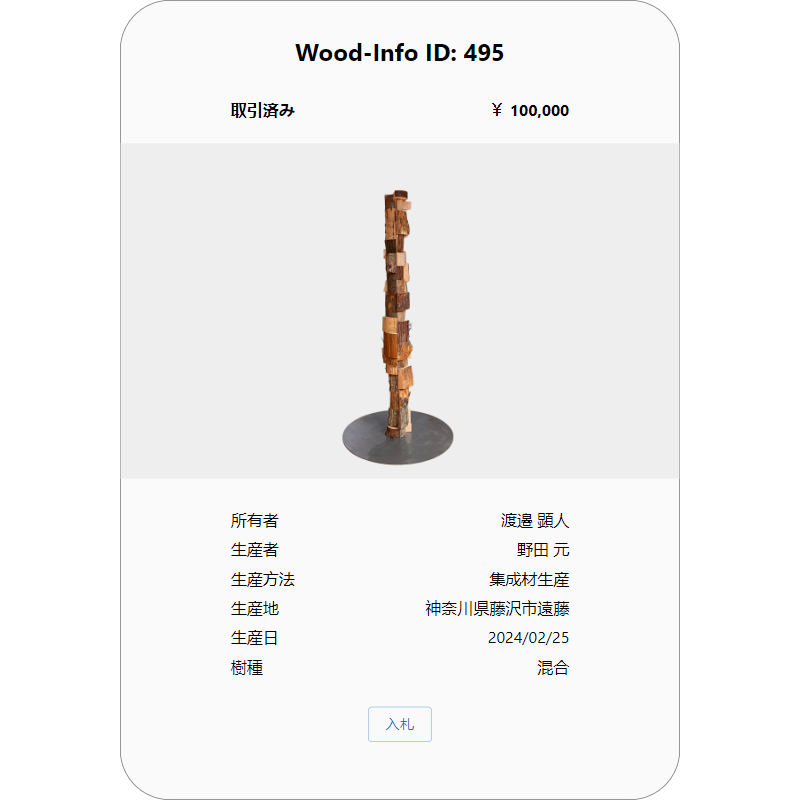 Wood-Info ID: 495
取引済み ￥ 100,000
所有者 渡邉 顕人
生産者 野田 元
生産方法 集成材生産
生産地 神奈川県藤沢市遠藤
生産日 2024/02/25
樹種 混合
入札